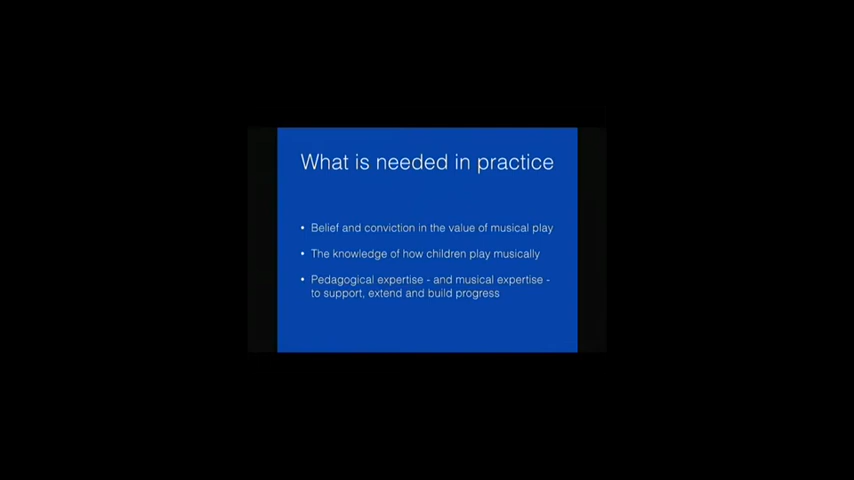 What is needed in practice
• Belief and conviction in the value of musical play
• The knowledge of how children play musically
• Pedagogical expertise - and musical expertise -
to support, extend and build progress